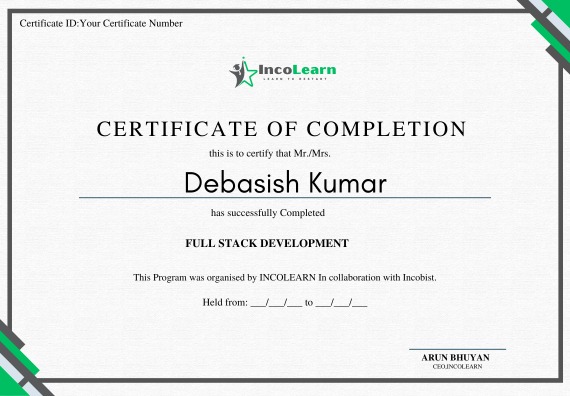 Certificate ID:Your Certificate Number
IncoLearn
LEARN TO RESTART
CERTIFICATE OF COMPLETION
this is to certify that Mr./Mrs.
Debasish Kumar
has successfully Completed
FULL STACK DEVELOPMENT
This Program was organised by INCOLEARN In collaboration with Incobist.
Held from: ___/___/___ to ___/___/___
ARUN BHUYAN
CEO,INCOLEARN